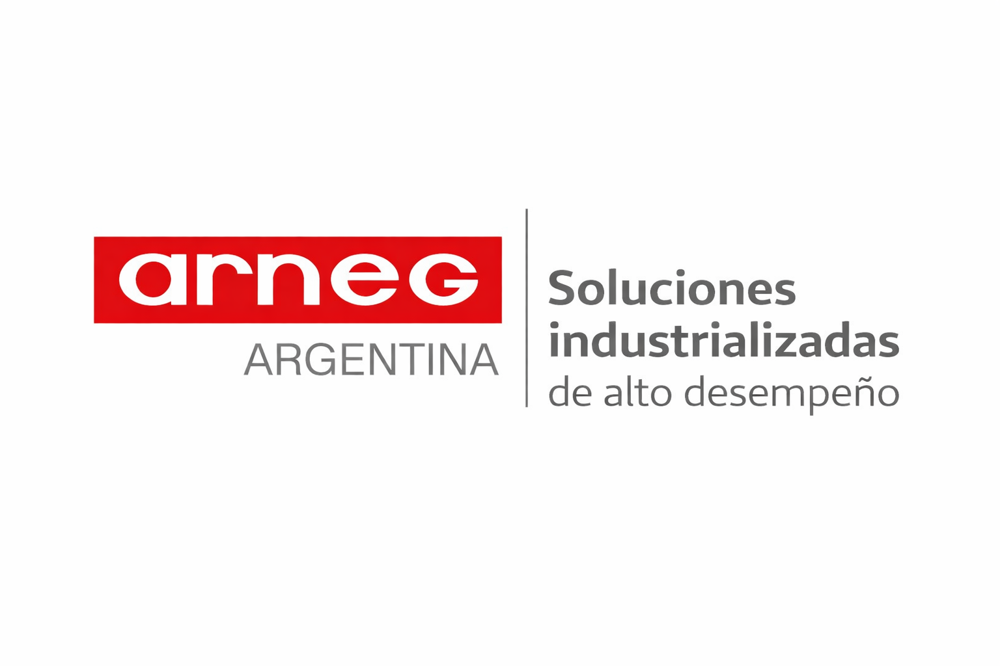 arneG
ARGENTINA
Soluciones
industrializadas
de alto desempeño